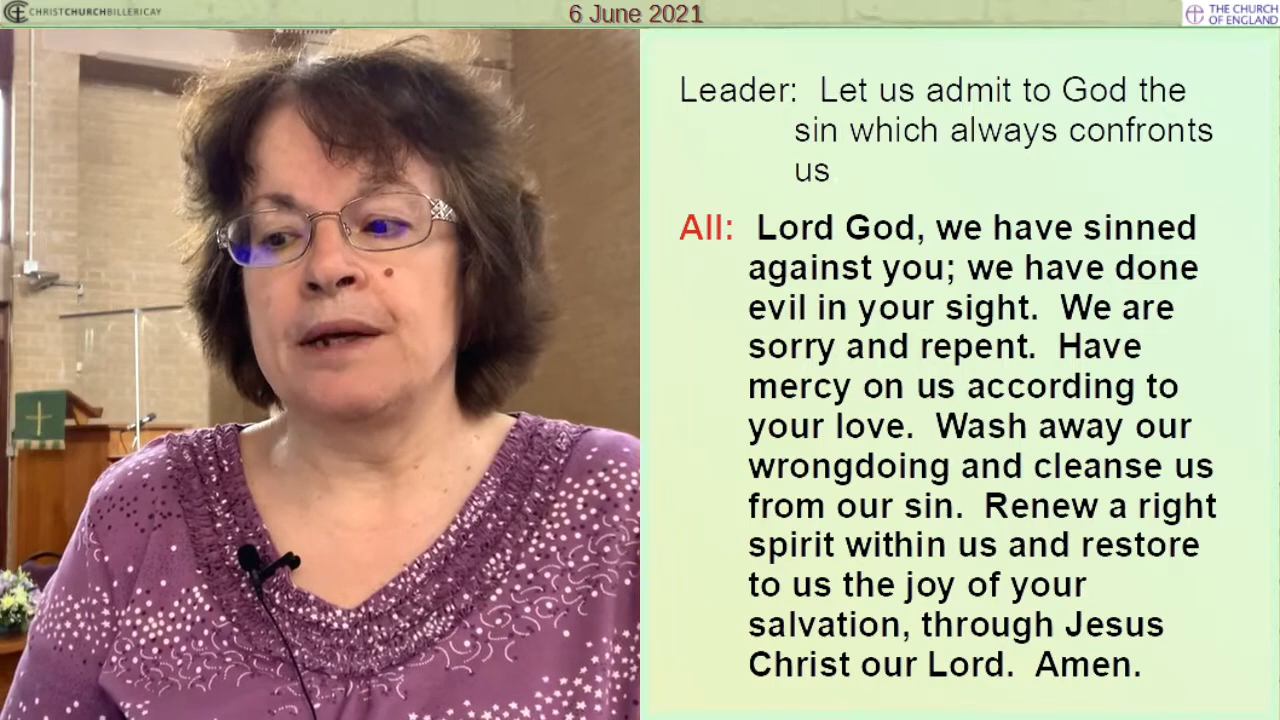 CHRISTCHURCHBILLERICAY
6 June 2021
THE CHURCH
OF ENGLAND
Leader: Let us admit to God the
sin which always confronts
us
All: Lord God, we have sinned
against you; we have done
evil in your sight. We are
sorry and repent. Have
mercy on us according to
your love. Wash away our
wrongdoing and cleanse us
from our sin. Renew a right
spirit within us and restore
to us the joy of your
salvation, through Jesus
Christ our Lord. Amen.